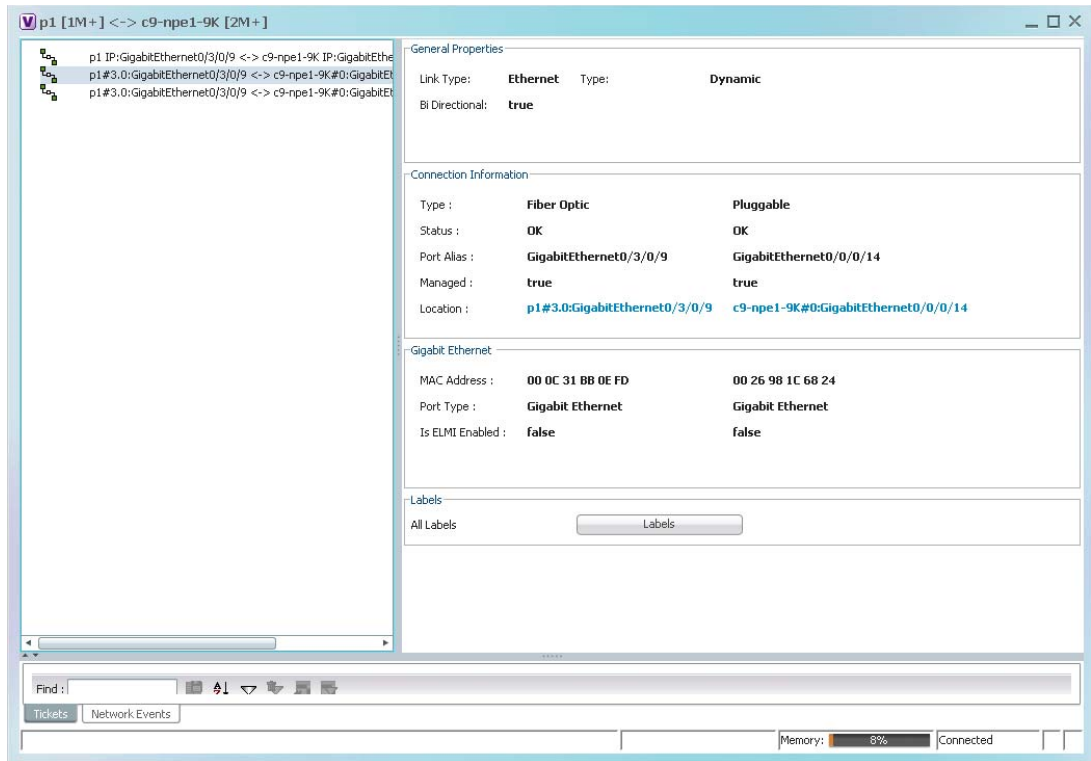 p1 [1M+] <-> c9-npe1-9K [2M+]
p1 IP:GigabitEthernet0/3/0/9 <-> c9-npe1-9K IP:GigabitEthe
p1#3.0:GigabitEthernet0/3/0/9 <-> c9-npe1-9K#0:GigabitEt
p1#3.0:GigabitEthernet0/3/0/9 <-> c9-npe1-9K#0:GigabitEt
General Properties
Link Type: Ethernet Type: Dynamic
Bi Directional: true
Connection Information
Type : Fiber Optic Pluggable
Status : OK OK
Port Alias : GigabitEthernet0/3/0/9 GigabitEthernet0/0/0/14
Managed : true true
Location : p1#3.0:GigabitEthernet0/3/0/9 c9-npe1-9K#0:GigabitEthernet0/0/0/14
Gigabit Ethernet
MAC Address : 00 0C 31 BB 0E FD 00 26 98 1C 68 24
Port Type : Gigabit Ethernet Gigabit Ethernet
Is ELMI Enabled : false false
Labels
All Labels Labels
Find :
Tickets Network Events
Memory: 8% Connected